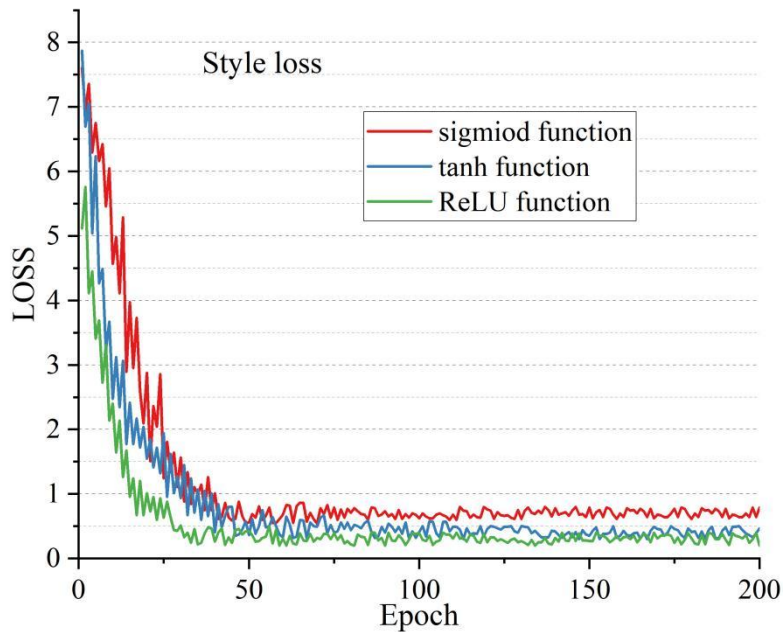 Style loss
sigmiod function
tanh function
ReLU function
LOSS
8
7
6
5
4
3
2
1
0
0 50 100 150 200
Epoch